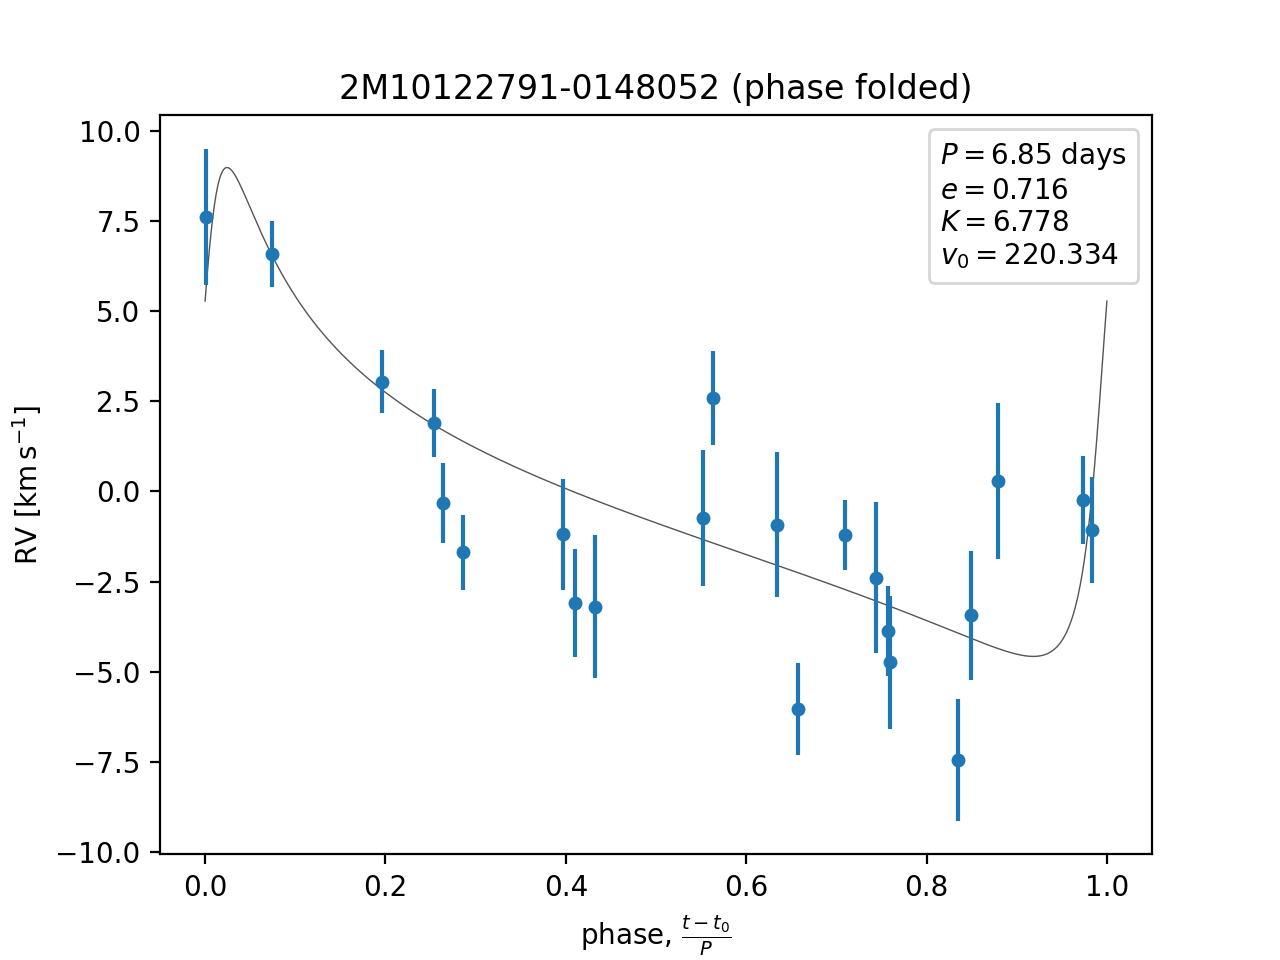 2M10122791-0148052 (phase folded)
P = 6.85 days
e = 0.716
K = 6.778
v₀ = 220.334
RV [km s⁻¹]
10.0
7.5
5.0
2.5
0.0
−2.5
−5.0
−7.5
−10.0
0.0 0.2 0.4 0.6 0.8 1.0
phase, (t − t₀)/P